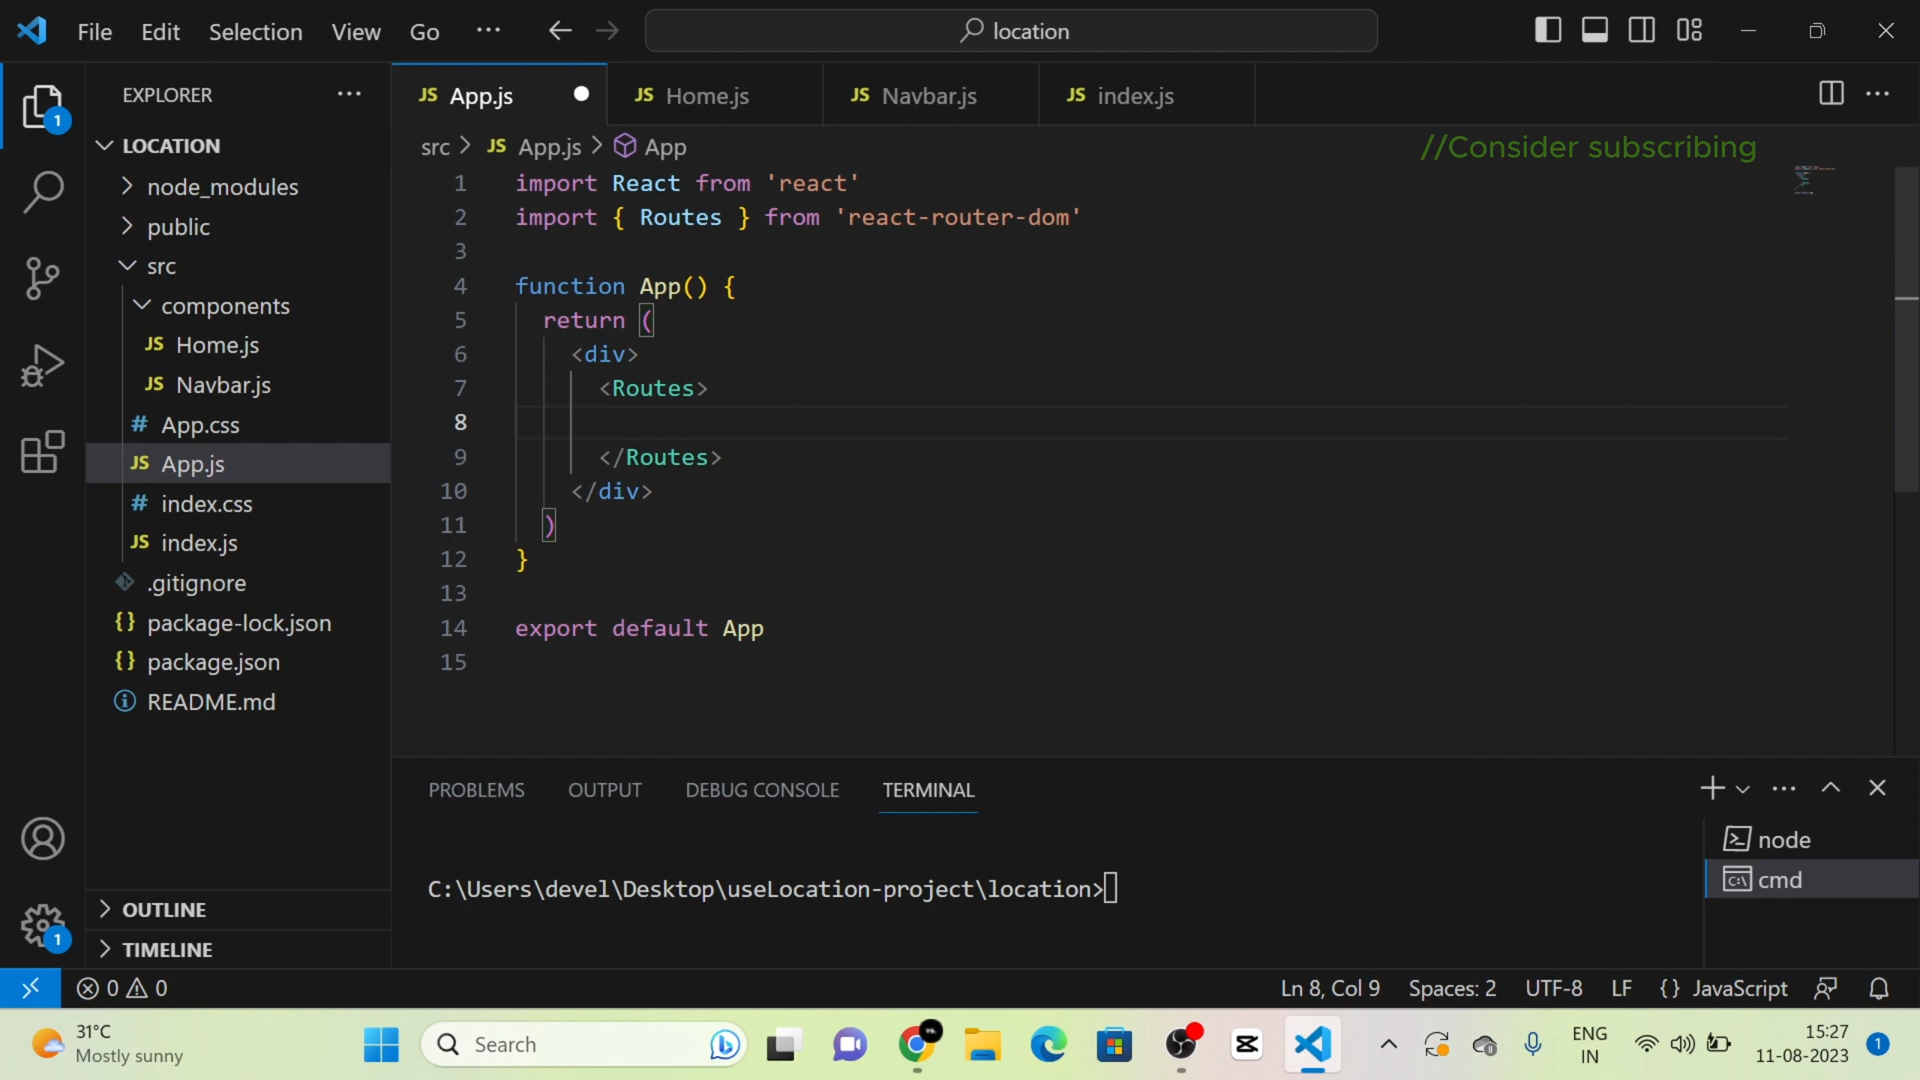 File Edit Selection View Go ··· location
EXPLORER ···
JS App.js JS Home.js JS Navbar.js JS index.js
LOCATION
node_modules
public
src
components
JS Home.js
JS Navbar.js
# App.css
JS App.js
# index.css
JS index.js
.gitignore
{} package-lock.json
{} package.json
README.md
OUTLINE
TIMELINE
1
1
src > JS App.js > App
//Consider subscribing
1 import React from 'react'
2 import { Routes } from 'react-router-dom'
3
4 function App() {
5 return (
6 <div>
7 <Routes>
8
9 </Routes>
10 </div>
11 )
12 }
13
14 export default App
15
PROBLEMS OUTPUT DEBUG CONSOLE TERMINAL
C:\Users\devel\Desktop\useLocation-project\location>
node
cmd
0 0 Ln 8, Col 9 Spaces: 2 UTF-8 LF {} JavaScript
31°C
Mostly sunny
Search
ENG
IN
15:27
11-08-2023
1